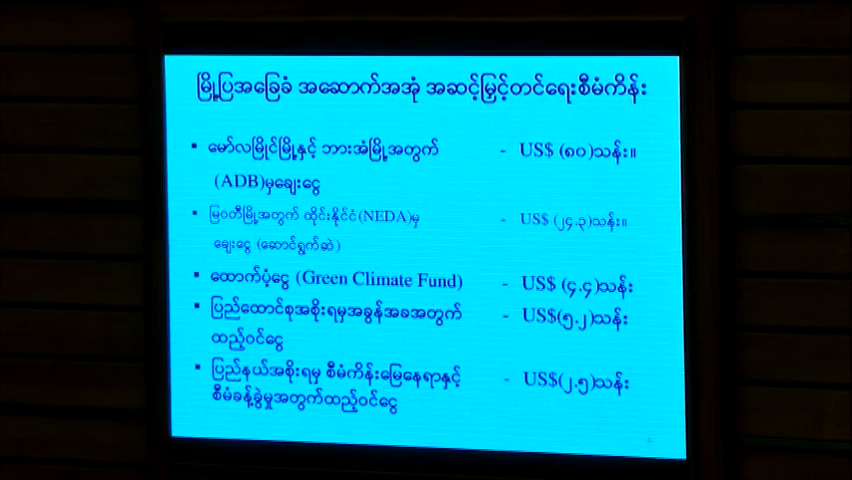 မြို့ပြအခြေခံ အဆောက်အအုံ အဆင့်မြှင့်တင်ရေးစီမံကိန်း
▪ မော်လမြိုင်မြို့နှင့် ဘားအံမြို့အတွက် - US$ (၈၀)သန်း။
(ADB)မှချေးငွေ
▪ မြဝတီမြို့အတွက် ထိုင်းနိုင်ငံ(NEDA)မှ - US$ (၂၄.၃)သန်း။
ချေးငွေ (ဆောင်ရွက်ဆဲ)
▪ ထောက်ပံ့ငွေ (Green Climate Fund) - US$ (၄.၄)သန်း
▪ ပြည်ထောင်စုအစိုးရမှအခွန်အခအတွက် - US$(၅.၂)သန်း
ထည့်ဝင်ငွေ
▪ ပြည်နယ်အစိုးရမှ စီမံကိန်းမြေနေရာနှင့် - US$(၂.၅)သန်း
စီမံခန့်ခွဲမှုအတွက်ထည့်ဝင်ငွေ